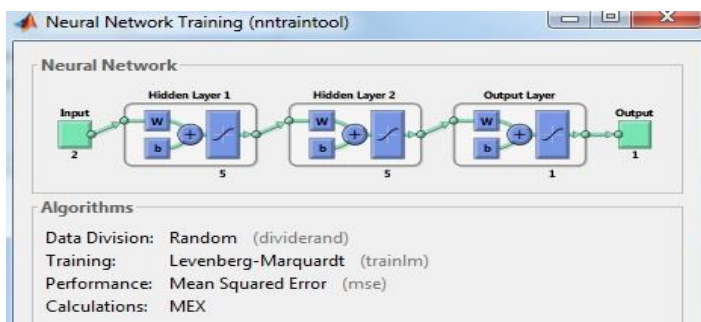 Neural Network Training (nntraintool)
Neural Network
Hidden Layer 1 Hidden Layer 2 Output Layer
Input Output
W W W
+ + +
b b b
2 5 5 1 1
Algorithms
Data Division: Random (dividerand)
Training: Levenberg-Marquardt (trainlm)
Performance: Mean Squared Error (mse)
Calculations: MEX